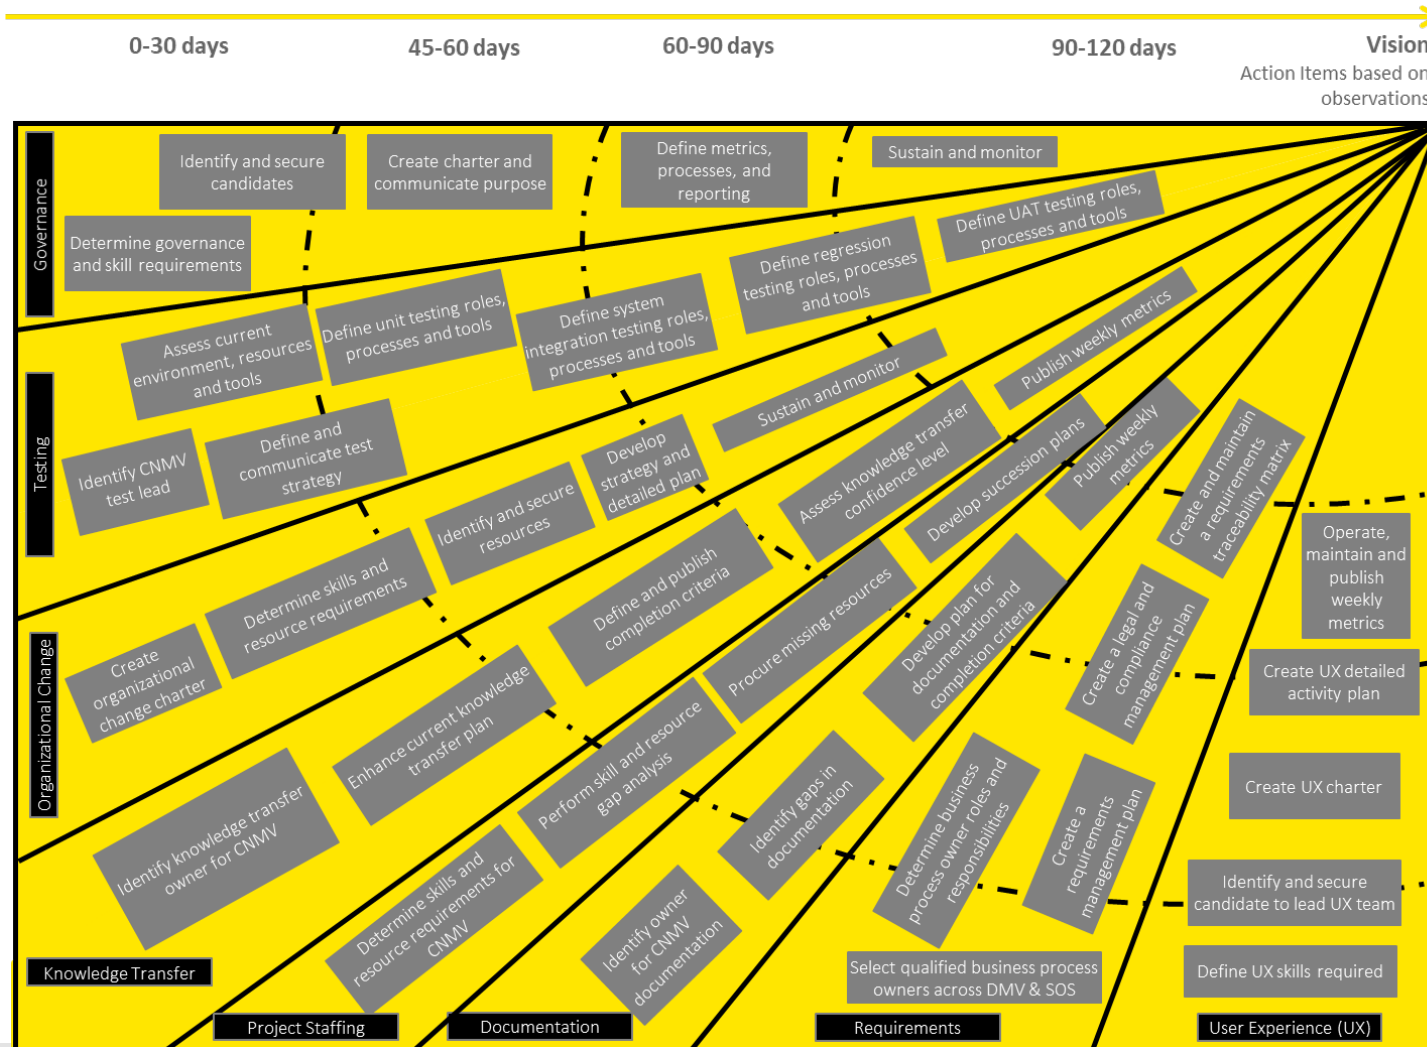 0-30 days
45-60 days
60-90 days
90-120 days
Vision
Action Items based on
observations
Governance
Identify and secure
candidates
Create charter and
communicate purpose
Define metrics,
processes, and
reporting
Sustain and monitor
Determine governance
and skill requirements
Testing
Identify CNMV
test lead
Assess current
environment, resources
and tools
Define and
communicate test
strategy
Define unit testing roles,
processes and tools
Define system
integration testing roles,
processes and tools
Define regression
testing roles, processes
and tools
Define UAT testing roles,
processes and tools
Organizational Change
Create
organizational
change charter
Determine skills and
resource requirements
Identify and secure
resources
Develop
strategy and
detailed plan
Sustain and monitor
Knowledge Transfer
Identify knowledge transfer
owner for CNMV
Enhance current knowledge
transfer plan
Define and publish
completion criteria
Assess knowledge transfer
confidence level
Publish weekly metrics
Project Staffing
Determine skills and
resource requirements for
CNMV
Perform skill and resource
gap analysis
Procure missing resources
Develop succession plans
Documentation
Identify owner
for CNMV
documentation
Identify gaps in
documentation
Develop plan for
documentation and
completion criteria
Publish weekly
metrics
Requirements
Select qualified business process
owners across DMV & SOS
Determine business
process owner roles and
responsibilities
Create a
requirements
management plan
Create a legal and
compliance
management plan
Create and maintain
a requirements
traceability matrix
User Experience (UX)
Define UX skills required
Identify and secure
candidate to lead UX team
Create UX charter
Create UX detailed
activity plan
Operate,
maintain and
publish
weekly
metrics